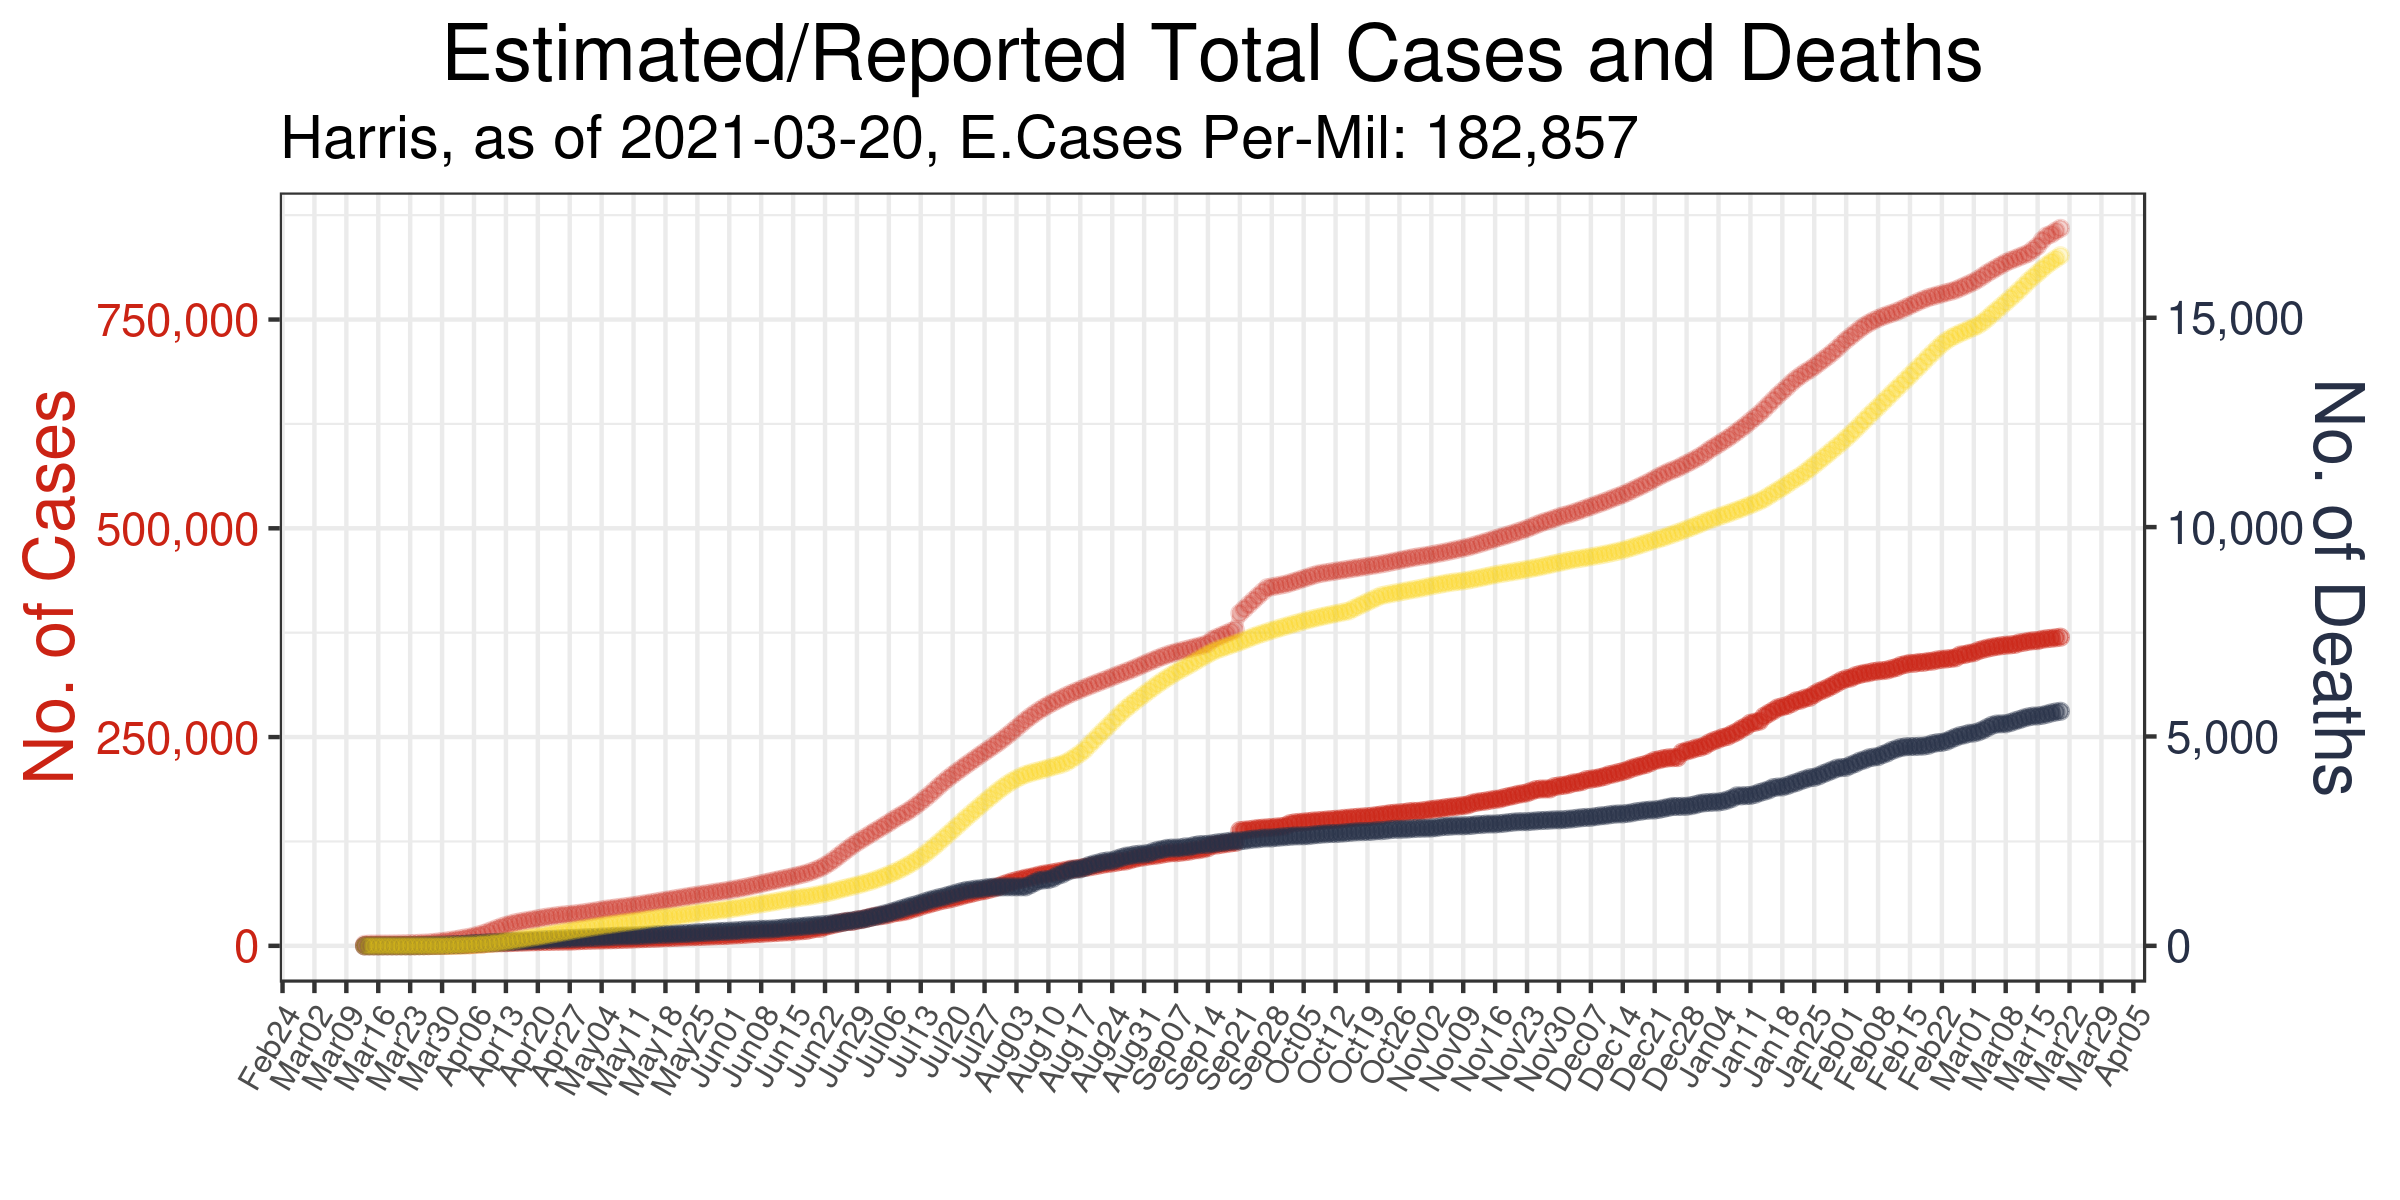 Estimated/Reported Total Cases and Deaths
Harris, as of 2021-03-20, E.Cases Per-Mil: 182,857
No. of Cases
750,000
500,000
250,000
0
15,000
10,000
5,000
0
No. of Deaths
Feb24
Mar02
Mar09
Mar16
Mar23
Mar30
Apr06
Apr13
Apr20
Apr27
May04
May11
May18
May25
Jun01
Jun08
Jun15
Jun22
Jun29
Jul06
Jul13
Jul20
Jul27
Aug03
Aug10
Aug17
Aug24
Aug31
Sep07
Sep14
Sep21
Sep28
Oct05
Oct12
Oct19
Oct26
Nov02
Nov09
Nov16
Nov23
Nov30
Dec07
Dec14
Dec21
Dec28
Jan04
Jan11
Jan18
Jan25
Feb01
Feb08
Feb15
Feb22
Mar01
Mar08
Mar15
Mar22
Mar29
Apr05